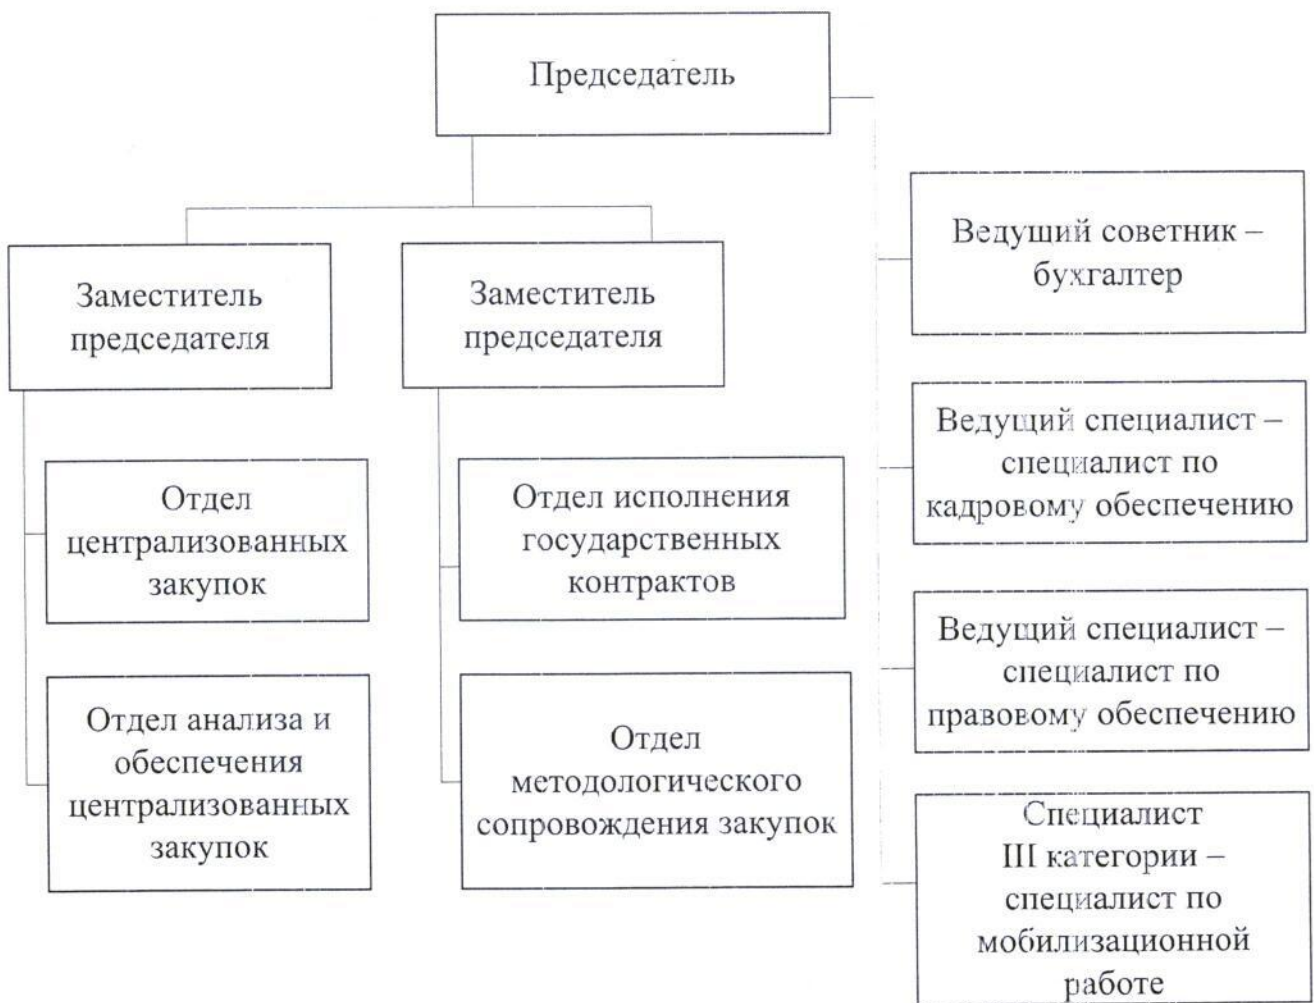 Председатель
Заместитель
председателя
Заместитель
председателя
Ведущий советник –
бухгалтер
Ведущий специалист –
специалист по
кадровому обеспечению
Отдел
централизованных
закупок
Отдел исполнения
государственных
контрактов
Ведущий специалист –
специалист по
правовому обеспечению
Отдел анализа и
обеспечения
централизованных
закупок
Отдел
методологического
сопровождения закупок
Специалист
III категории –
специалист по
мобилизационной
работе